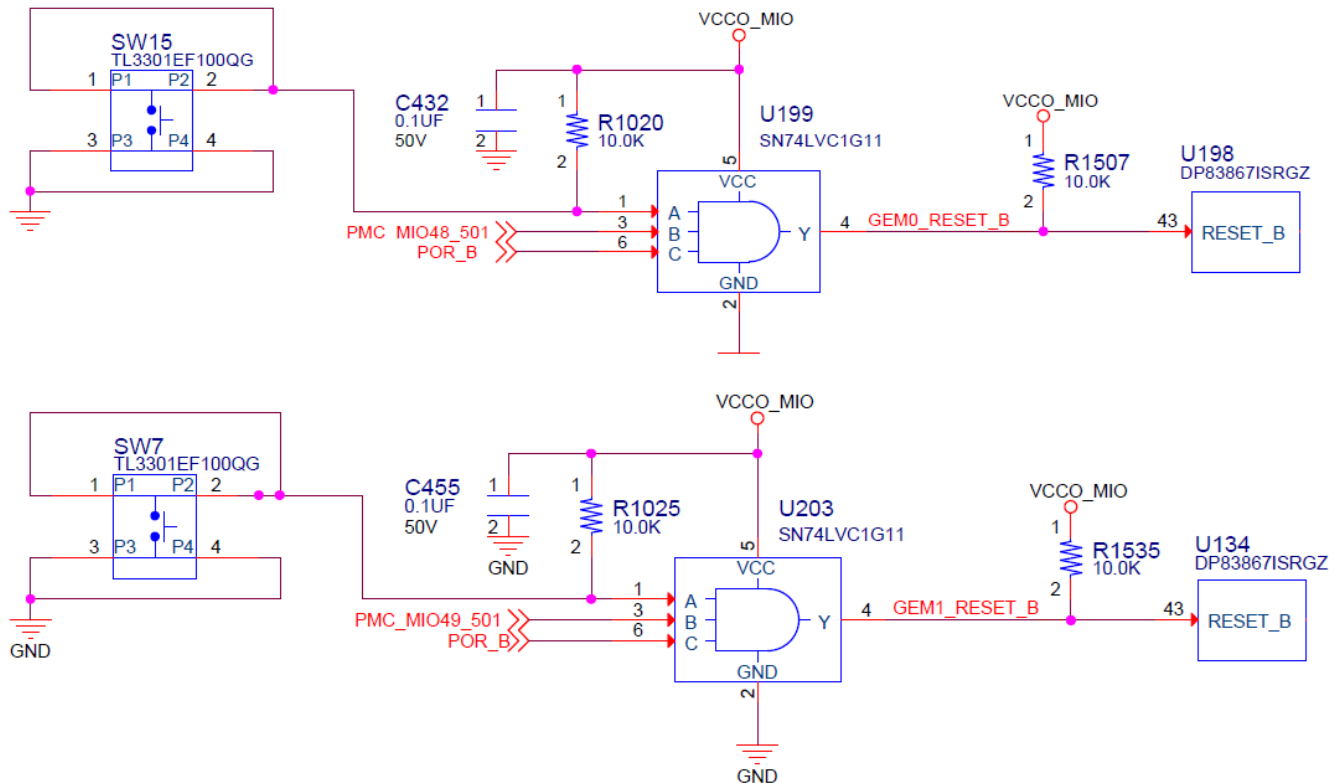 VCCO_MIO
SW15
TL3301EF100QG
1 P1 P2 2
3 P3 P4 4
C432
0.1UF
50V
1
2
1
R1020
10.0K
2
U199
SN74LVC1G11
5
VCC
1 A
PMC_MIO48_501 3 B
POR_B 6 C
Y 4
GND
2
GEM0_RESET_B
VCCO_MIO
1
R1507
10.0K
2
U198
DP83867ISRGZ
43 RESET_B
VCCO_MIO
SW7
TL3301EF100QG
1 P1 P2 2
3 P3 P4 4
GND
C455
0.1UF
50V
1
2
GND
1
R1025
10.0K
2
U203
SN74LVC1G11
5
VCC
1 A
PMC_MIO49_501 3 B
POR_B 6 C
Y 4
GND
2
GND
GEM1_RESET_B
VCCO_MIO
1
R1535
10.0K
2
U134
DP83867ISRGZ
43 RESET_B